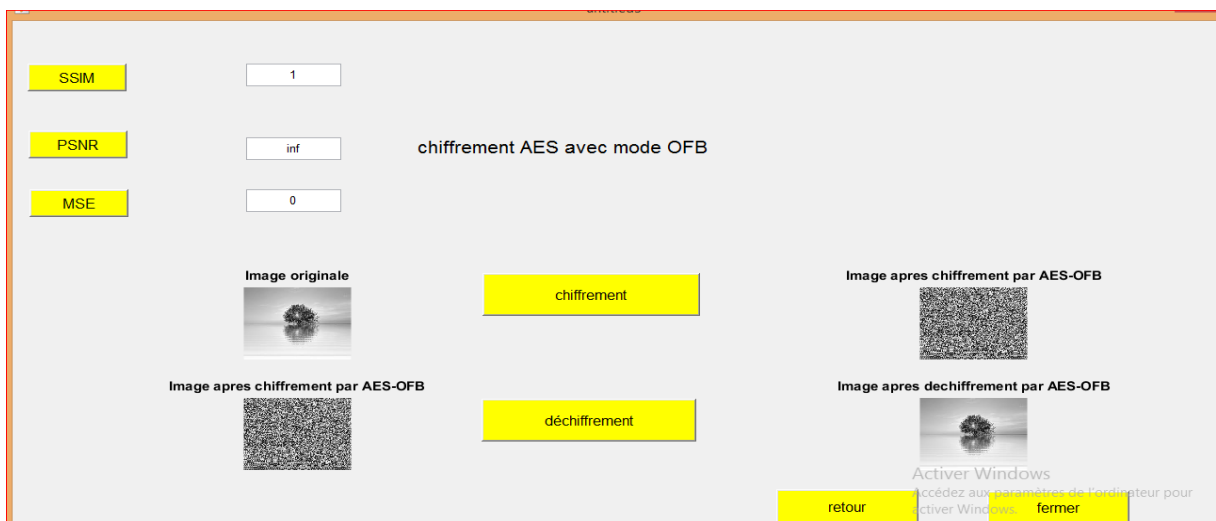 SSIM
1
PSNR
inf
chiffrement AES avec mode OFB
MSE
0
Image originale
chiffrement
Image apres chiffrement par AES-OFB
Image apres chiffrement par AES-OFB
déchiffrement
Image apres dechiffrement par AES-OFB
Activer Windows
Accédez aux paramètres de l'ordinateur pour
activer Windows.
retour
fermer